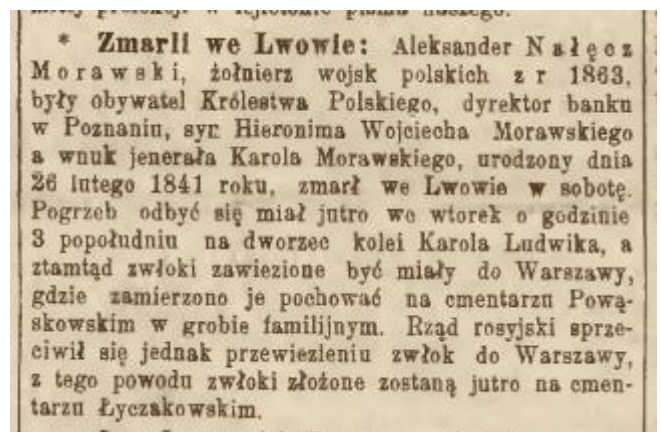 * Zmarli we Lwowie: Aleksander Nałęcz
Morawski, żołnierz wojsk polskich z r 1863,
były obywatel Królestwa Polskiego, dyrektor banku
w Poznaniu, syn Hieronima Wojciecha Morawskiego
a wnuk jenerała Karola Morawskiego, urodzony dnia
26 lutego 1841 roku, zmarł we Lwowie w sobotę.
Pogrzeb odbyć się miał jutro we wtorek o godzinie
3 popołudniu na dworzec kolei Karola Ludwika, a
ztamtąd zwłoki zawiezione być miały do Warszawy,
gdzie zamierzono je pochować na cmentarzu Pową-
skowskim w grobie familijnym. Rząd rosyjski sprze-
ciwił się jednak przewiezieniu zwłok do Warszawy,
z tego powodu zwłoki złożone zostaną jutro na cmen-
tarzu Łyczakowskim.